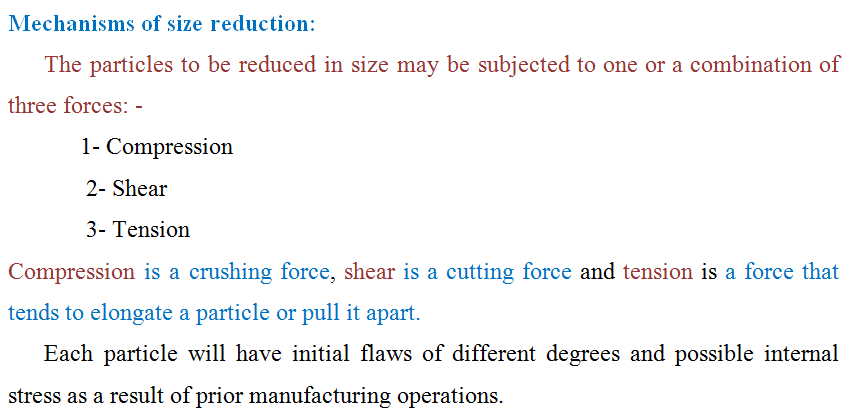 Mechanisms of size reduction:
The particles to be reduced in size may be subjected to one or a combination of
three forces: -
1- Compression
2- Shear
3- Tension
Compression is a crushing force, shear is a cutting force and tension is a force that
tends to elongate a particle or pull it apart.
Each particle will have initial flaws of different degrees and possible internal
stress as a result of prior manufacturing operations.